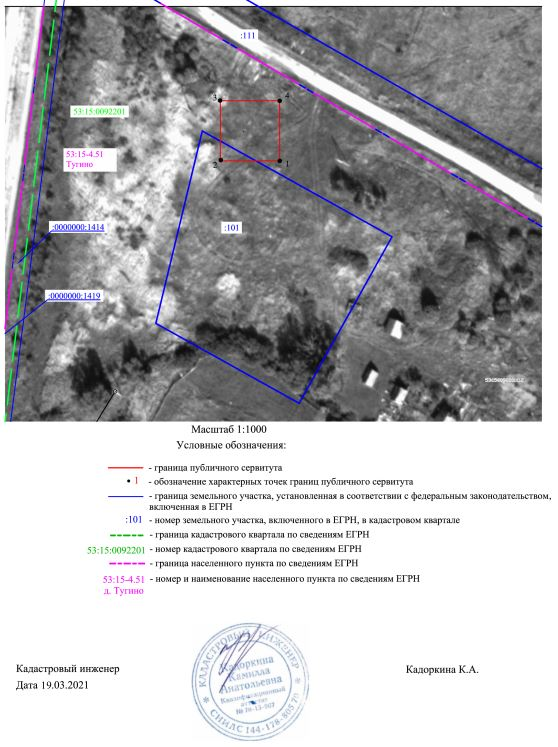 :111
3
4
53:15:0092201
53:15-4.51
Тугино
2
1
:0000000:1414
:101
:0000000:1419
Масштаб 1:1000
Условные обозначения:
- граница публичного сервитута
1 - обозначение характерных точек границ публичного сервитута
- граница земельного участка, установленная в соответствии с федеральным законодательством,
включенная в ЕГРН
:101 - номер земельного участка, включенного в ЕГРН, в кадастровом квартале
- граница кадастрового квартала по сведениям ЕГРН
53:15:0092201 - номер кадастрового квартала по сведениям ЕГРН
- граница населенного пункта по сведениям ЕГРН
53:15-4.51 - номер и наименование населенного пункта по сведениям ЕГРН
д. Тугино
КАДАСТРОВЫЙ ИНЖЕНЕР
Кадоркина
Камилла
Анатольевна
Квалификационный
аттестат
СНИЛС 144-178-805 70
Кадастровый инженер
Кадоркина К.А.
Дата 19.03.2021